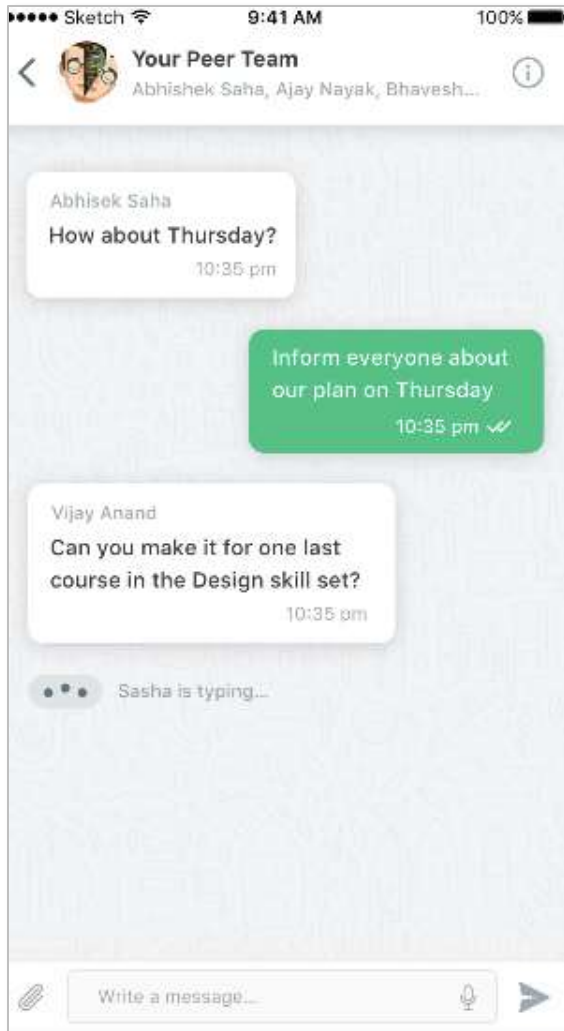 Sketch 9:41 AM 100%
Your Peer Team
Abhishek Saha, Ajay Nayak, Bhavesh...
Abhisek Saha
How about Thursday?
10:35 pm
Inform everyone about
our plan on Thursday
10:35 pm
Vijay Anand
Can you make it for one last
course in the Design skill set?
10:35 pm
Sasha is typing...
Write a message...